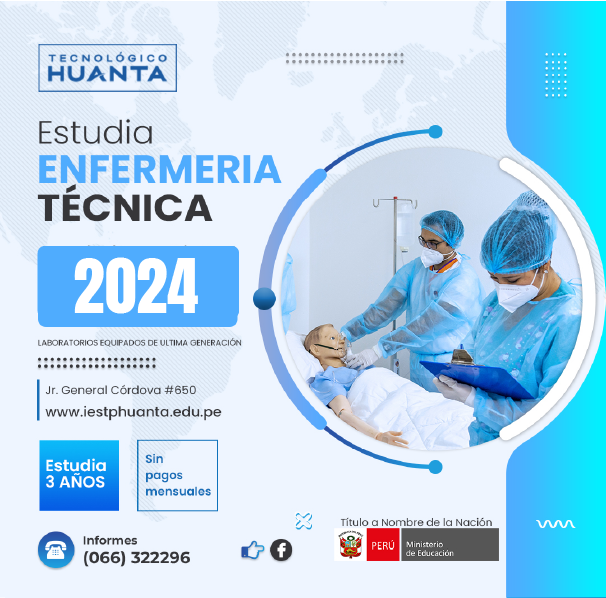 TECNOLÓGICO
HUANTA
Estudia
ENFERMERIA
TÉCNICA
2024
LABORATORIOS EQUIPADOS DE ULTIMA GENERACIÓN
Jr. General Córdova #650
www.iestphuanta.edu.pe
Estudia
3 AÑOS
Sin
pagos
mensuales
Informes
(066) 322296
Título a Nombre de la Nación
PERÚ
Ministerio
de Educación